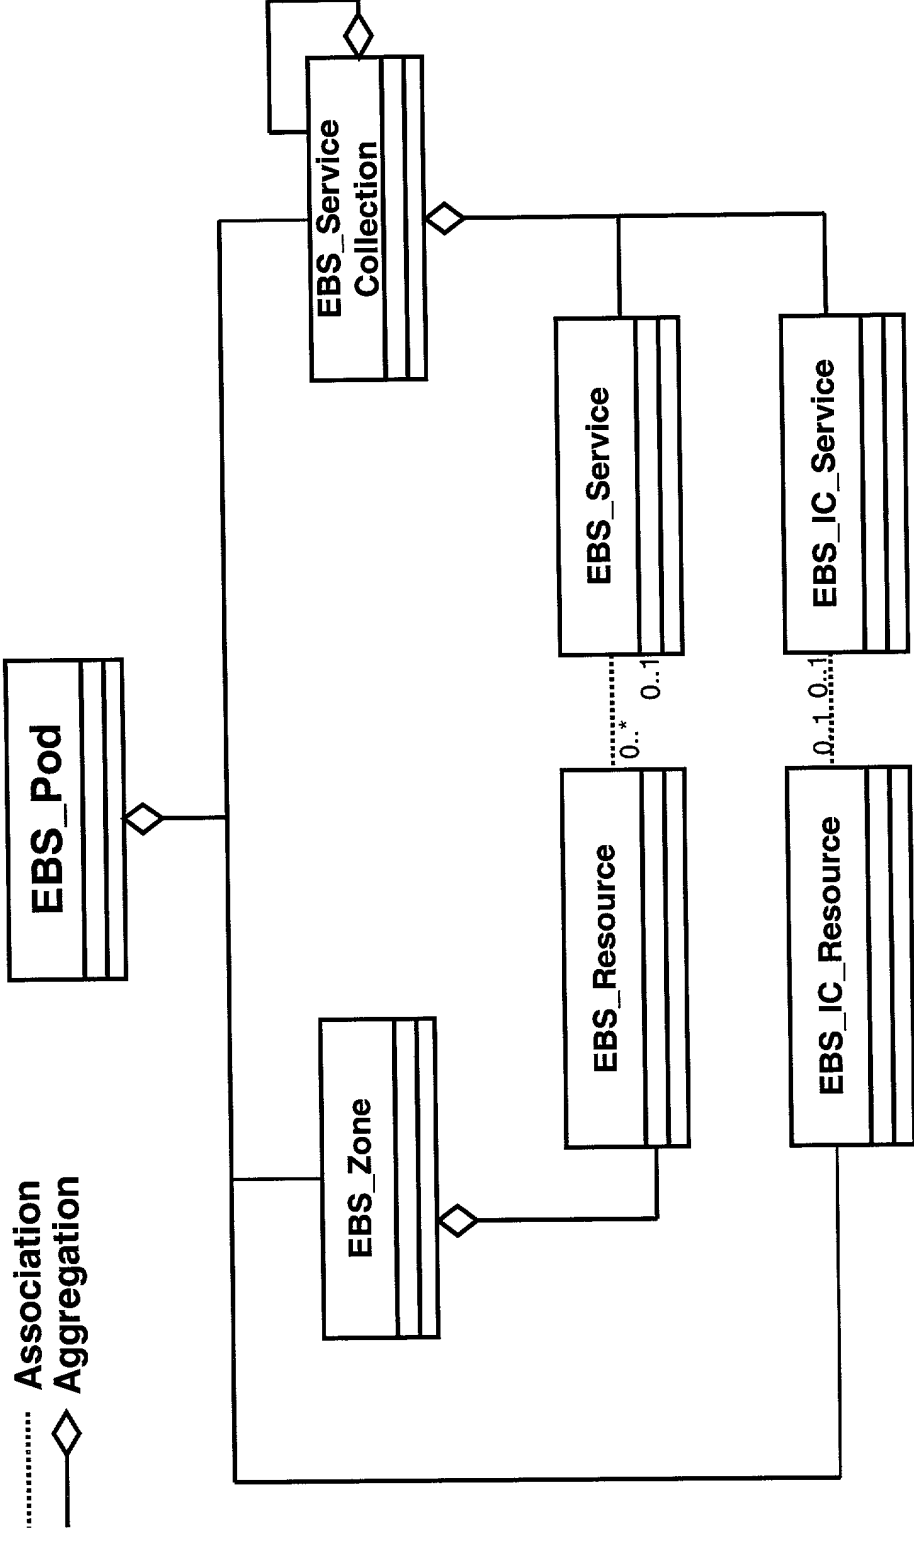 Association
Aggregation
EBS_Pod
EBS_Zone
EBS_Service
Collection
EBS_Resource
0..*
0..1
EBS_Service
EBS_IC_Resource
0..1
0..1
EBS_IC_Service